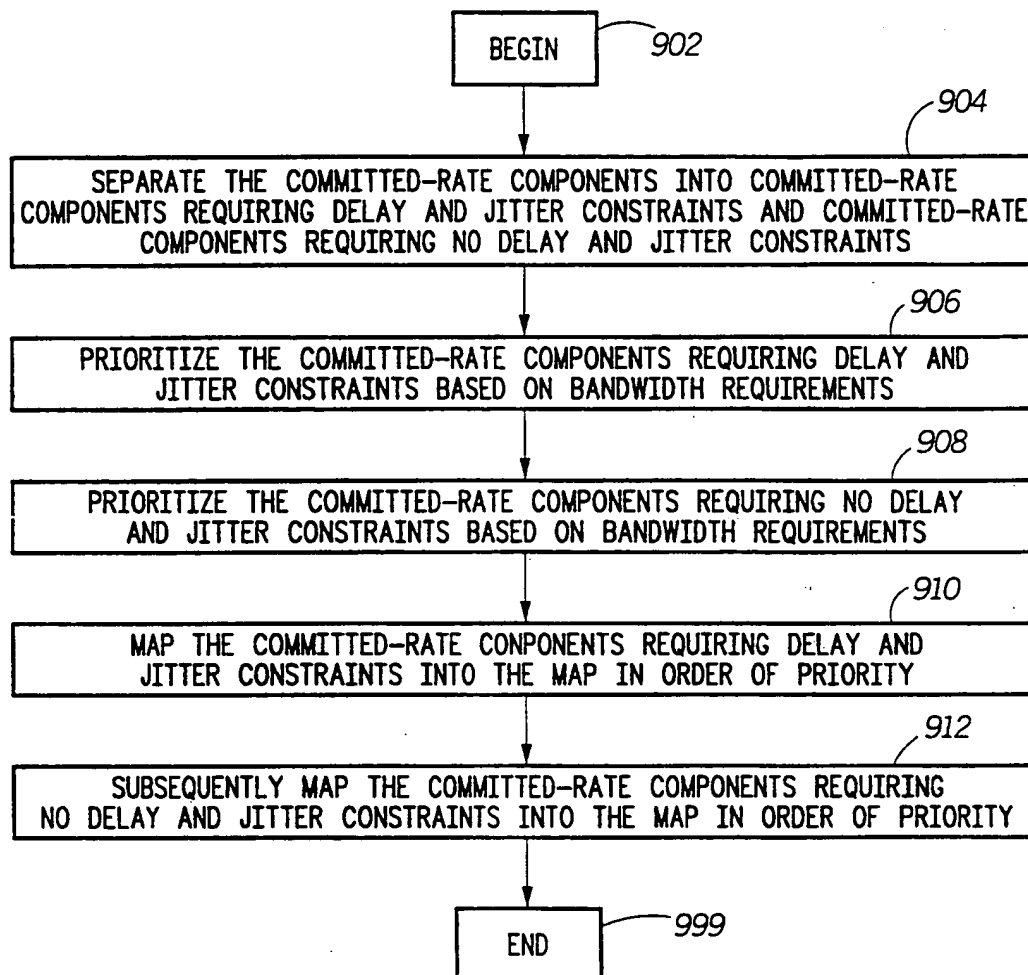 BEGIN
902
904
SEPARATE THE COMMITTED-RATE COMPONENTS INTO COMMITTED-RATE
COMPONENTS REQUIRING DELAY AND JITTER CONSTRAINTS AND COMMITTED-RATE
COMPONENTS REQUIRING NO DELAY AND JITTER CONSTRAINTS
906
PRIORITIZE THE COMMITTED-RATE COMPONENTS REQUIRING DELAY AND
JITTER CONSTRAINTS BASED ON BANDWIDTH REQUIREMENTS
908
PRIORITIZE THE COMMITTED-RATE COMPONENTS REQUIRING NO DELAY
AND JITTER CONSTRAINTS BASED ON BANDWIDTH REQUIREMENTS
910
MAP THE COMMITTED-RATE CONPONENTS REQUIRING DELAY AND
JITTER CONSTRAINTS INTO THE MAP IN ORDER OF PRIORITY
912
SUBSEQUENTLY MAP THE COMMITTED-RATE COMPONENTS REQUIRING
NO DELAY AND JITTER CONSTRAINTS INTO THE MAP IN ORDER OF PRIORITY
END
999